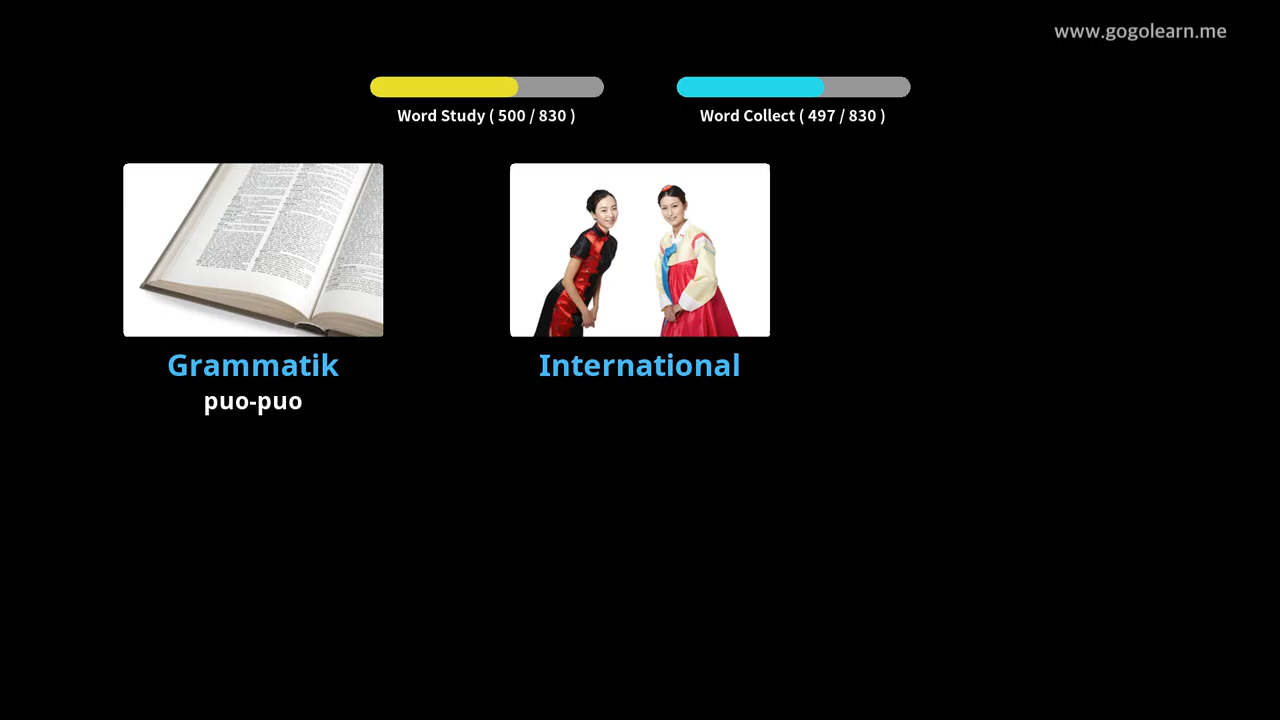 www.gogolearn.me
Word Study ( 500 / 830 )
Word Collect ( 497 / 830 )
Grammatik
puo-puo
International